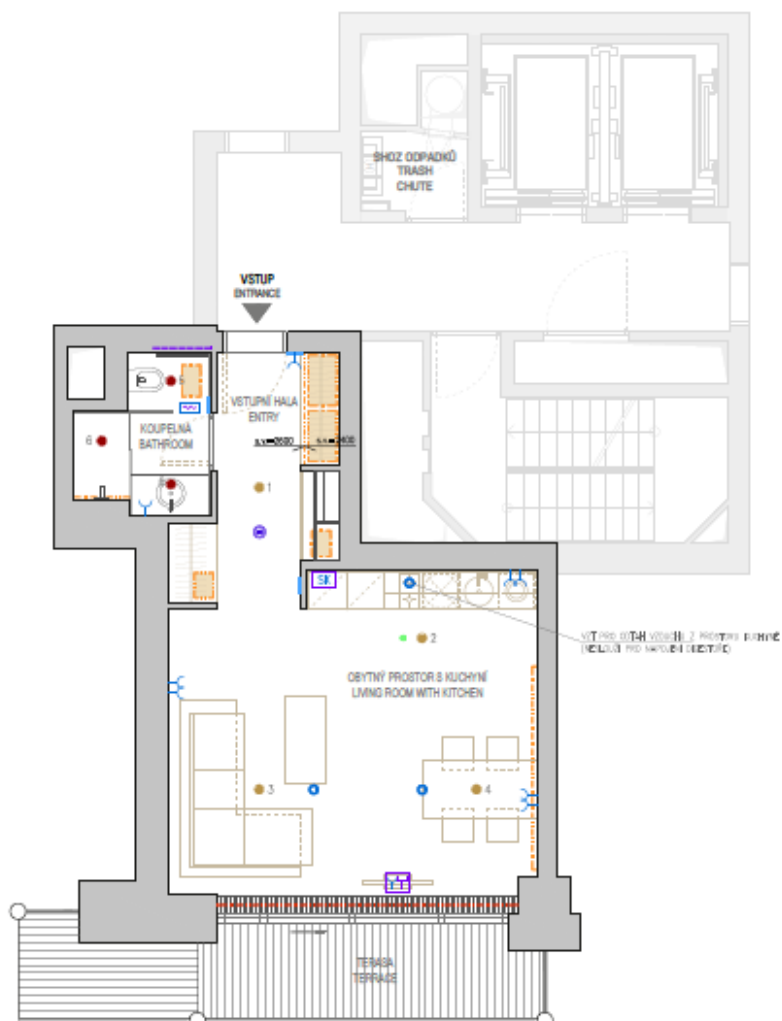 SHOZ ODPADKŮ
TRASH
CHUTE
VSTUP
ENTRANCE
VSTUPNÍ HALA
ENTRY
KOUPELNA
BATHROOM
6
1
SK
2
OBYTNÝ PROSTOR S KUCHYNÍ
LIVING ROOM WITH KITCHEN
3
4
TERASA
TERRACE